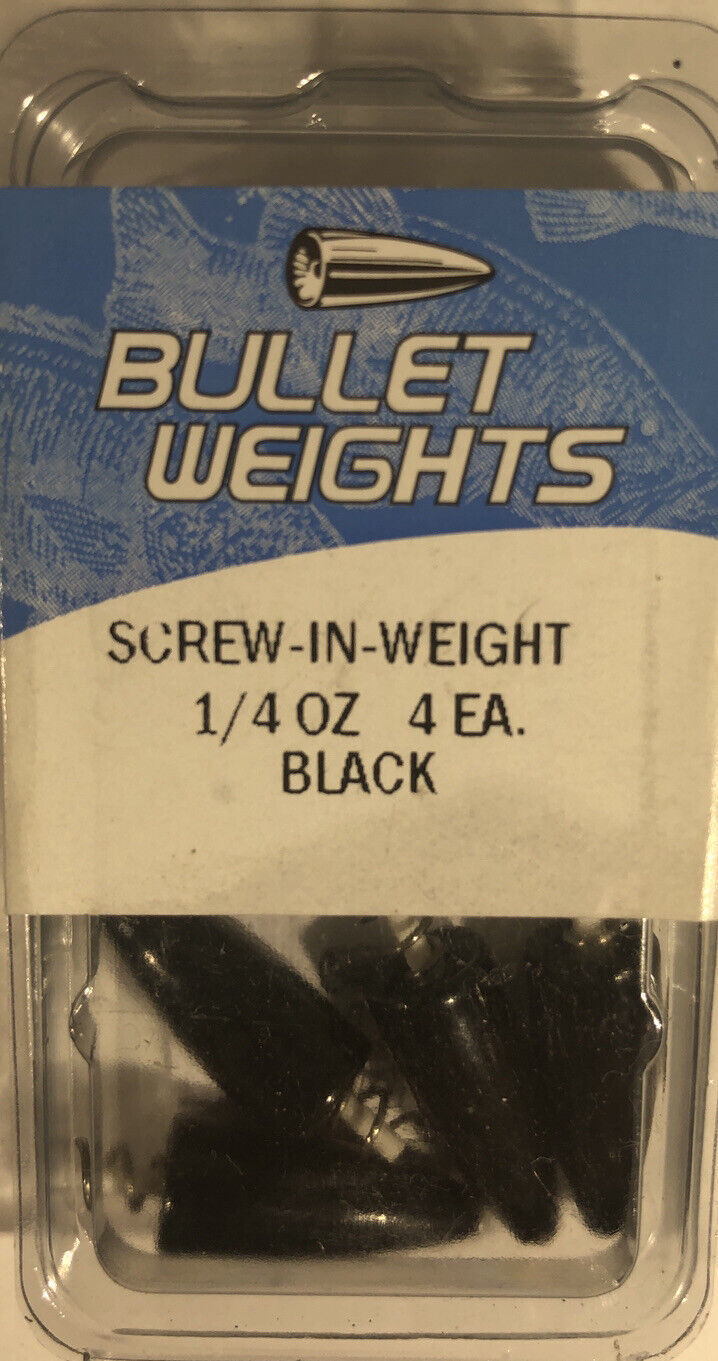 BULLET
WEIGHTS
SCREW-IN-WEIGHT
1/4 OZ 4 EA.
BLACK